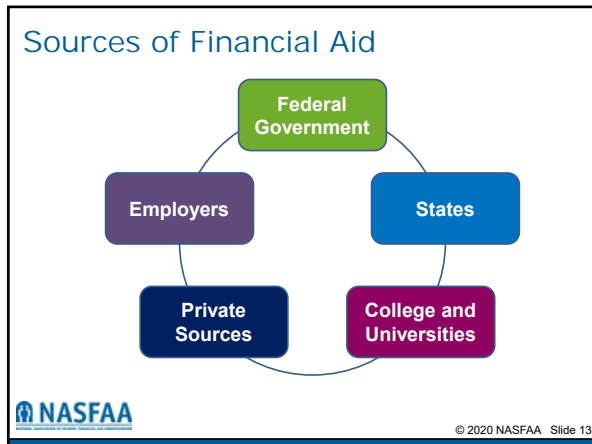 Sources of Financial Aid
Federal
Government
Employers
States
Private
Sources
College and
Universities
NASFAA
© 2020 NASFAA Slide 13